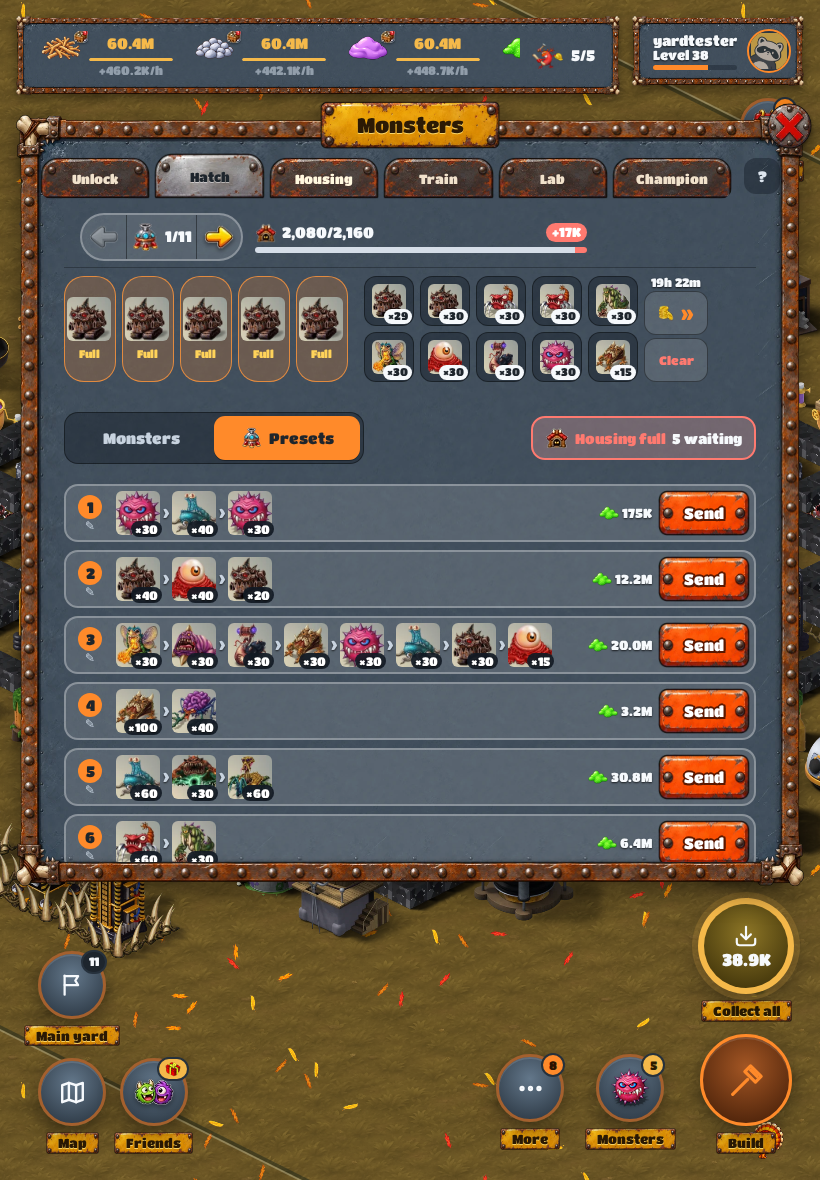 60.4M
60.4M
60.4M
5/5
+460.2K/h
+442.1K/h
+448.7K/h
yardtester
Level 38
Monsters
Unlock
Hatch
Housing
Train
Lab
Champion
?
1/11
2,080/2,160
+17K
19h 22m
×29
×30
×30
×30
×30
Full
Full
Full
Full
Full
×30
×30
×30
×30
×15
Clear
Monsters
Presets
Housing full 5 waiting
1
×30
×40
×30
175K
Send
2
×40
×40
×20
12.2M
Send
3
×30
×30
×30
×30
×30
×30
×30
×15
20.0M
Send
4
×100
×40
3.2M
Send
5
×60
×30
×60
30.8M
Send
6
×60
×30
6.4M
Send
38.9K
Collect all
11
Main yard
Map
Friends
8
More
5
Monsters
Build